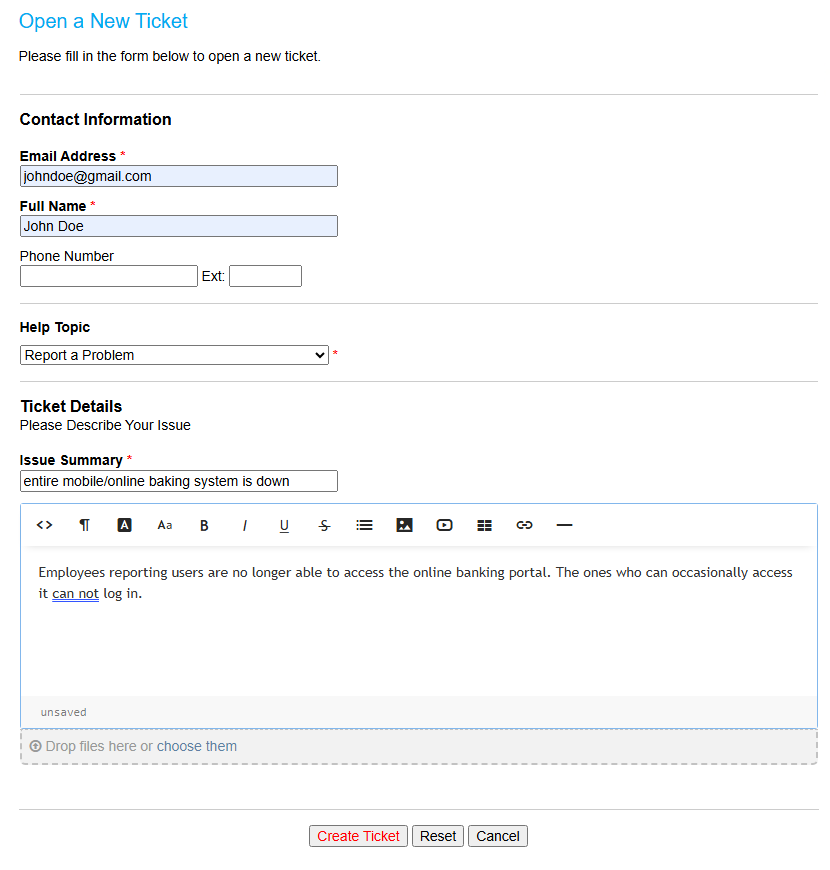 Open a New Ticket
Please fill in the form below to open a new ticket.
Contact Information
Email Address *
johndoe@gmail.com
Full Name *
John Doe
Phone Number
Ext:
Help Topic
Report a Problem *
Ticket Details
Please Describe Your Issue
Issue Summary *
entire mobile/online baking system is down
<> ¶ A Aa B I U S
Employees reporting users are no longer able to access the online banking portal. The ones who can occasionally access
it can not log in.
unsaved
Drop files here or choose them
Create Ticket Reset Cancel